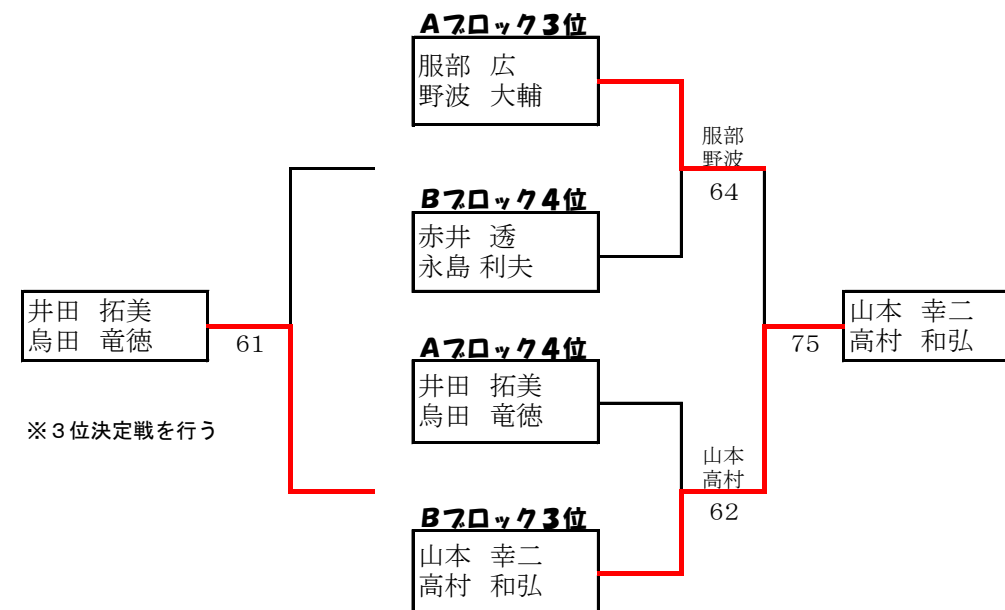 Aブロック3位
服部 広
野波 大輔
服部
野波
64
Bブロック4位
赤井 透
永島 利夫
井田 拓美
烏田 竜徳
61
75
山本 幸二
高村 和弘
Aブロック4位
井田 拓美
烏田 竜徳
※3位決定戦を行う
山本
高村
62
Bブロック3位
山本 幸二
高村 和弘